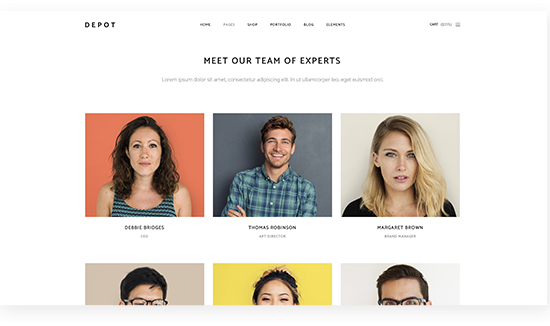 DEPOT
HOME PAGES SHOP PORTFOLIO BLOG ELEMENTS
CART
MEET OUR TEAM OF EXPERTS
Lorem ipsum dolor sit amet, consectetur adipiscing elit. In ut ullamcorper leo, eget euismod orci.
DEBBIE BRIDGES
CEO
THOMAS ROBINSON
ART DIRECTOR
MARGARET BROWN
BRAND MANAGER